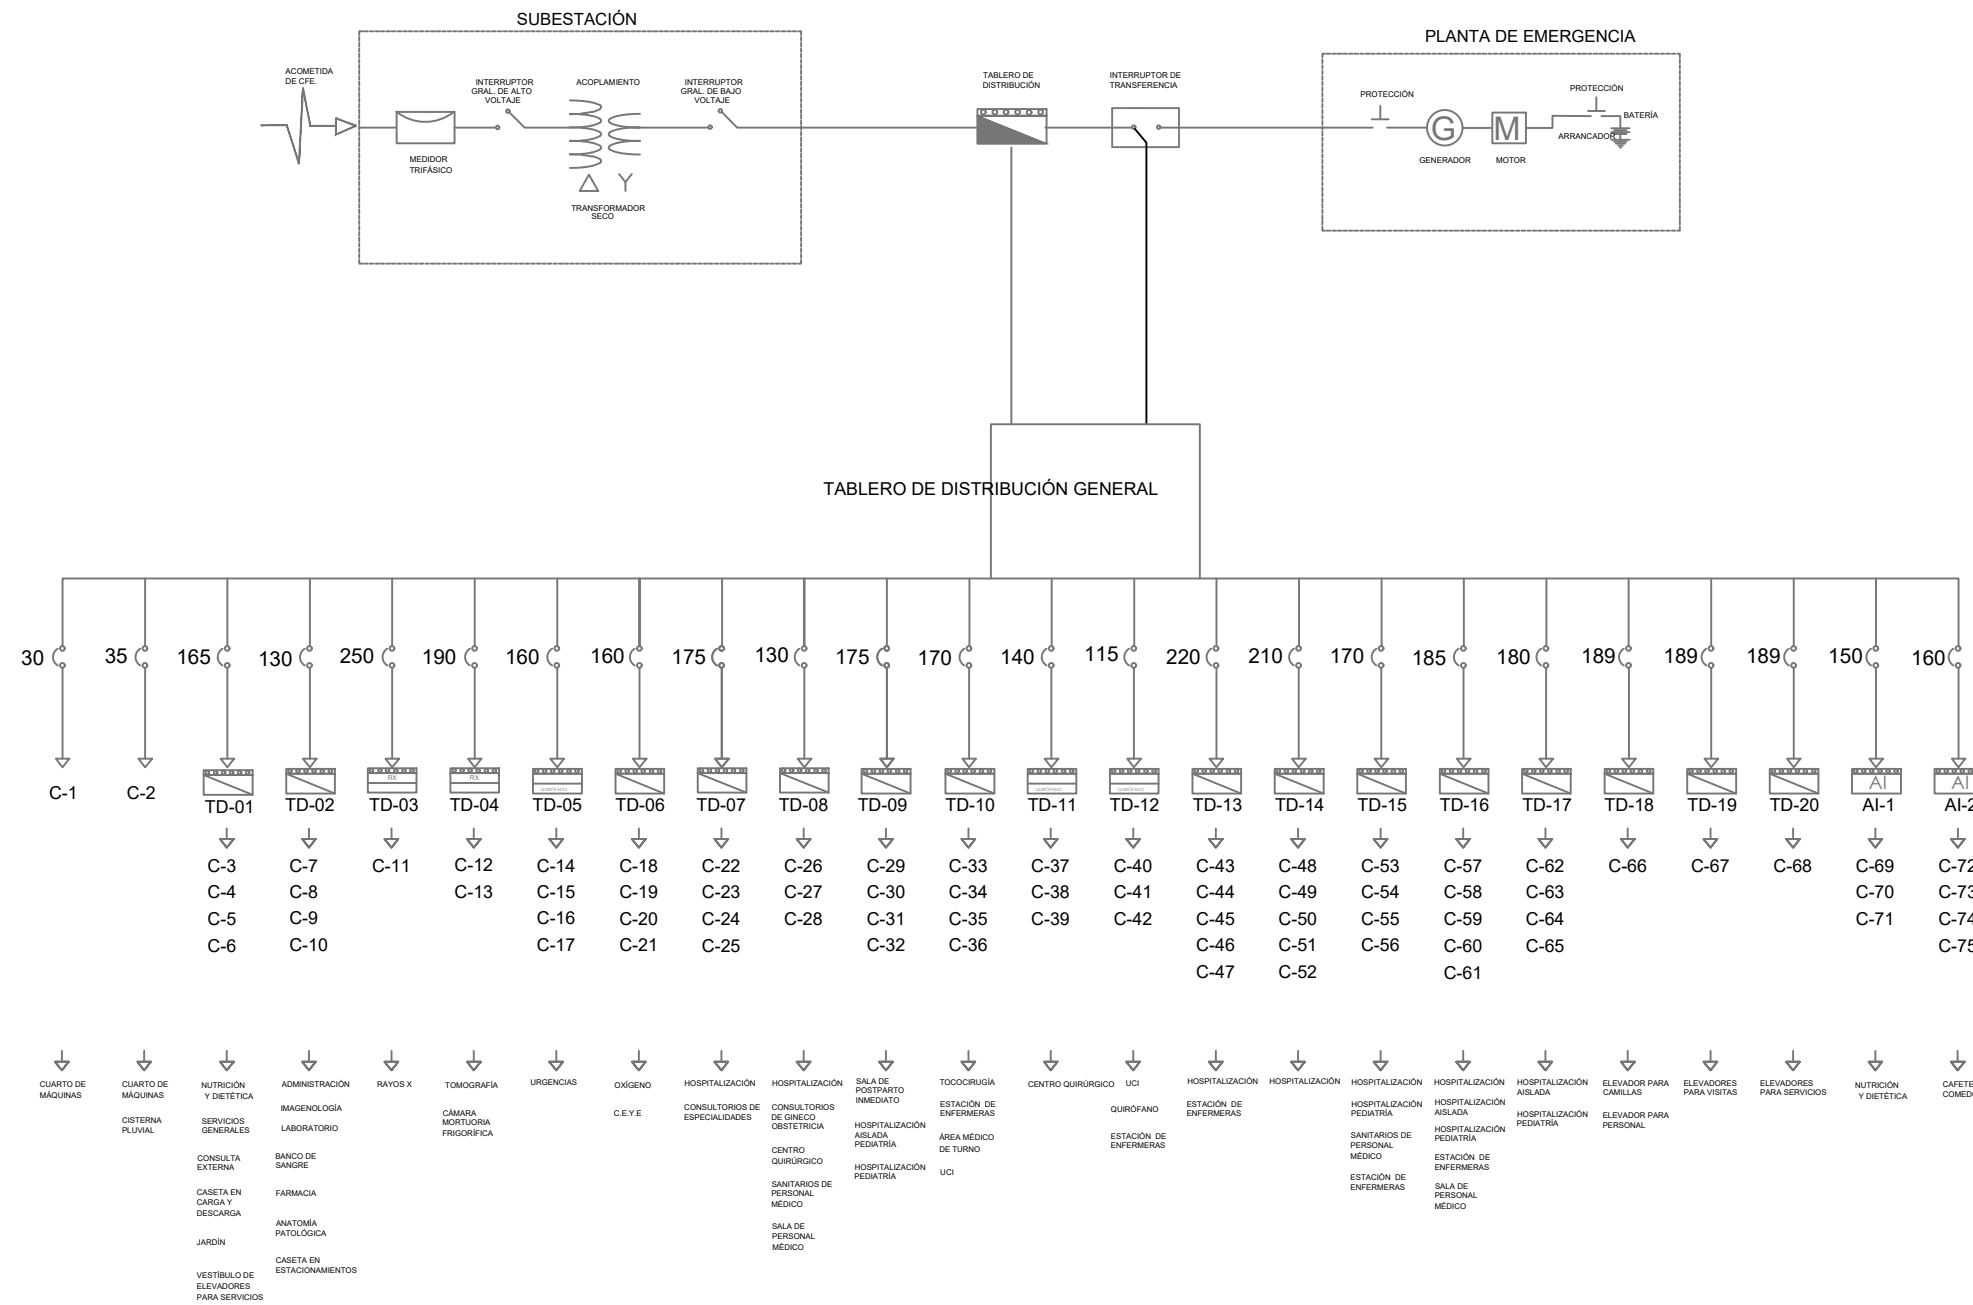 SUBESTACIÓN
PLANTA DE EMERGENCIA
ACOMETIDA
DE CFE.
INTERRUPTOR
GRAL. DE ALTO
VOLTAJE
ACOPLAMIENTO
INTERRUPTOR
GRAL. DE BAJO
VOLTAJE
TABLERO DE
DISTRIBUCIÓN
INTERRUPTOR DE
TRANSFERENCIA
PROTECCIÓN
PROTECCIÓN
BATERÍA
ARRANCADOR
G
M
MEDIDOR
TRIFÁSICO
GENERADOR
MOTOR
TRANSFORMADOR
SECO
TABLERO DE DISTRIBUCIÓN GENERAL
30 35 165 130 250 190 160 160 175 130 175 170 140 115 220 210 170 185 180 189 189 189 150 160
RX RX QUIRÓFANO QUIRÓFANO QUIRÓFANO AI AI
C-1 C-2 TD-01 TD-02 TD-03 TD-04 TD-05 TD-06 TD-07 TD-08 TD-09 TD-10 TD-11 TD-12 TD-13 TD-14 TD-15 TD-16 TD-17 TD-18 TD-19 TD-20 AI-1 AI-2
C-3 C-7 C-11 C-12 C-14 C-18 C-22 C-26 C-29 C-33 C-37 C-40 C-43 C-48 C-53 C-57 C-62 C-66 C-67 C-68 C-69 C-72
C-4 C-8 C-13 C-15 C-19 C-23 C-27 C-30 C-34 C-38 C-41 C-44 C-49 C-54 C-58 C-63 C-70 C-73
C-5 C-9 C-16 C-20 C-24 C-28 C-31 C-35 C-39 C-42 C-45 C-50 C-55 C-59 C-64 C-71 C-74
C-6 C-10 C-17 C-21 C-25 C-32 C-36 C-46 C-51 C-56 C-60 C-65 C-75
C-47 C-52 C-61
CUARTO DE
MÁQUINAS
CUARTO DE
MÁQUINAS
CISTERNA
PLUVIAL
NUTRICIÓN
Y DIETÉTICA
SERVICIOS
GENERALES
CONSULTA
EXTERNA
CASETA EN
CARGA Y
DESCARGA
JARDÍN
VESTÍBULO DE
ELEVADORES
PARA SERVICIOS
ADMINISTRACIÓN
IMAGENOLOGÍA
LABORATORIO
BANCO DE
SANGRE
FARMACIA
ANATOMÍA
PATOLÓGICA
CASETA EN
ESTACIONAMIENTOS
RAYOS X
TOMOGRAFÍA
CÁMARA
MORTUORIA
FRIGORÍFICA
URGENCIAS
OXÍGENO
C.E.Y.E
HOSPITALIZACIÓN
CONSULTORIOS DE
ESPECIALIDADES
HOSPITALIZACIÓN
CONSULTORIOS
DE GINECO
OBSTETRICIA
CENTRO
QUIRÚRGICO
SANITARIOS DE
PERSONAL
MÉDICO
SALA DE
PERSONAL
MÉDICO
SALA DE
POSTPARTO
INMEDIATO
HOSPITALIZACIÓN
AISLADA
PEDIATRÍA
HOSPITALIZACIÓN
PEDIATRÍA
TOCOCIRUGÍA
ESTACIÓN DE
ENFERMERAS
ÁREA MÉDICO
DE TURNO
UCI
CENTRO QUIRÚRGICO
UCI
QUIRÓFANO
ESTACIÓN DE
ENFERMERAS
HOSPITALIZACIÓN
ESTACIÓN DE
ENFERMERAS
HOSPITALIZACIÓN
HOSPITALIZACIÓN
HOSPITALIZACIÓN
PEDIATRÍA
SANITARIOS DE
PERSONAL
MÉDICO
ESTACIÓN DE
ENFERMERAS
HOSPITALIZACIÓN
HOSPITALIZACIÓN
AISLADA
HOSPITALIZACIÓN
PEDIATRÍA
ESTACIÓN DE
ENFERMERAS
SALA DE
PERSONAL
MÉDICO
HOSPITALIZACIÓN
AISLADA
HOSPITALIZACIÓN
PEDIATRÍA
ELEVADOR PARA
CAMILLAS
ELEVADOR PARA
PERSONAL
ELEVADORES
PARA VISITAS
ELEVADORES
PARA SERVICIOS
NUTRICIÓN
Y DIETÉTICA